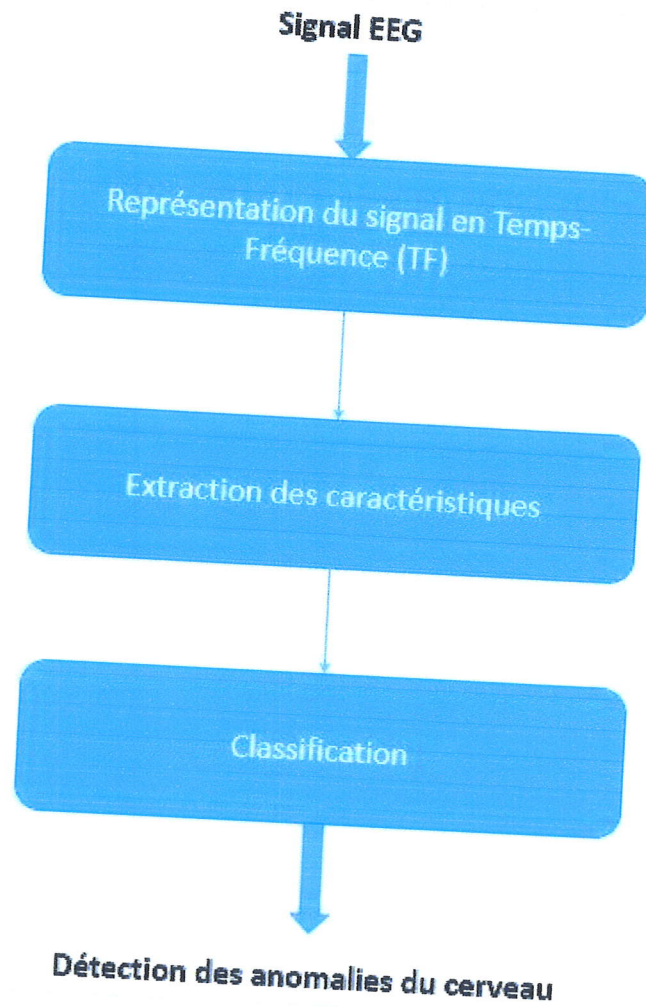 Signal EEG
Représentation du signal en Temps-
Fréquence (TF)
Extraction des caractéristiques
Classification
Détection des anomalies du cerveau